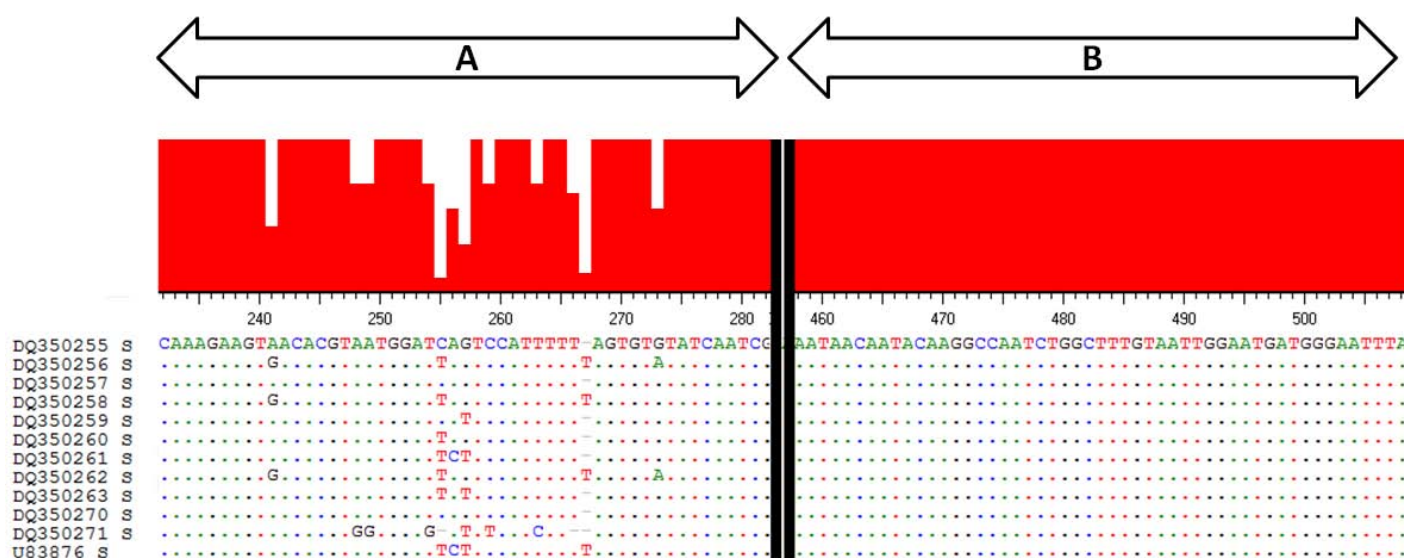 A B
240 250 260 270 280 460 470 480 490 500
DQ350255 S CAAAGAAGTAACACGTAATGGATCAGTCCATTTTT-AGTGTGTATCAATCG AATAACAATACAAGGCCAATCTGGCTTTGTAATTGGAATGATGGGAATTTA
DQ350256 S .........G.............T...........T.....A......... ...................................................
DQ350257 S ...................................-............... ...................................................
DQ350258 S .........G.............T...........T............... ...................................................
DQ350259 S .........................T.........-............... ...................................................
DQ350260 S .......................T...........-............... ...................................................
DQ350261 S .......................TCT.........-............... ...................................................
DQ350262 S .........G.............T...........T.....A......... ...................................................
DQ350263 S .......................T.T.........-............... ...................................................
DQ350270 S ...................................-............... ...................................................
DQ350271 S ................GG....G-.T.T...C..--............... ...................................................
U83876 S .......................TCT.........T............... ...................................................